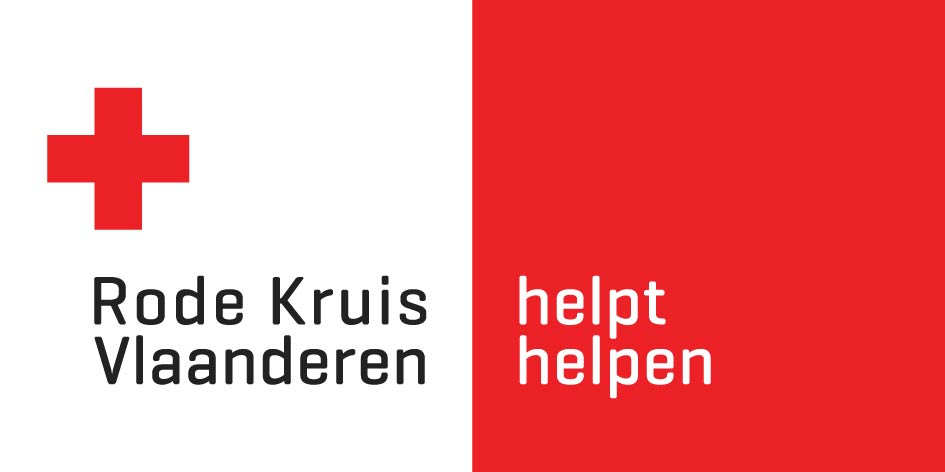 Rode Kruis
Vlaanderen
helpt
helpen